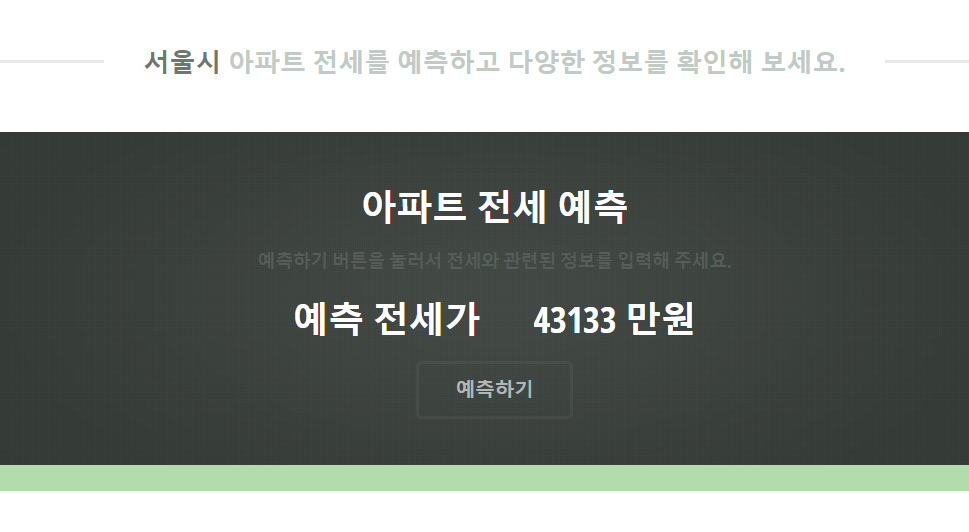 서울시 아파트 전세를 예측하고 다양한 정보를 확인해 보세요.
아파트 전세 예측
예측하기 버튼을 눌러서 전세와 관련된 정보를 입력해 주세요.
예측 전세가 43133 만원
예측하기